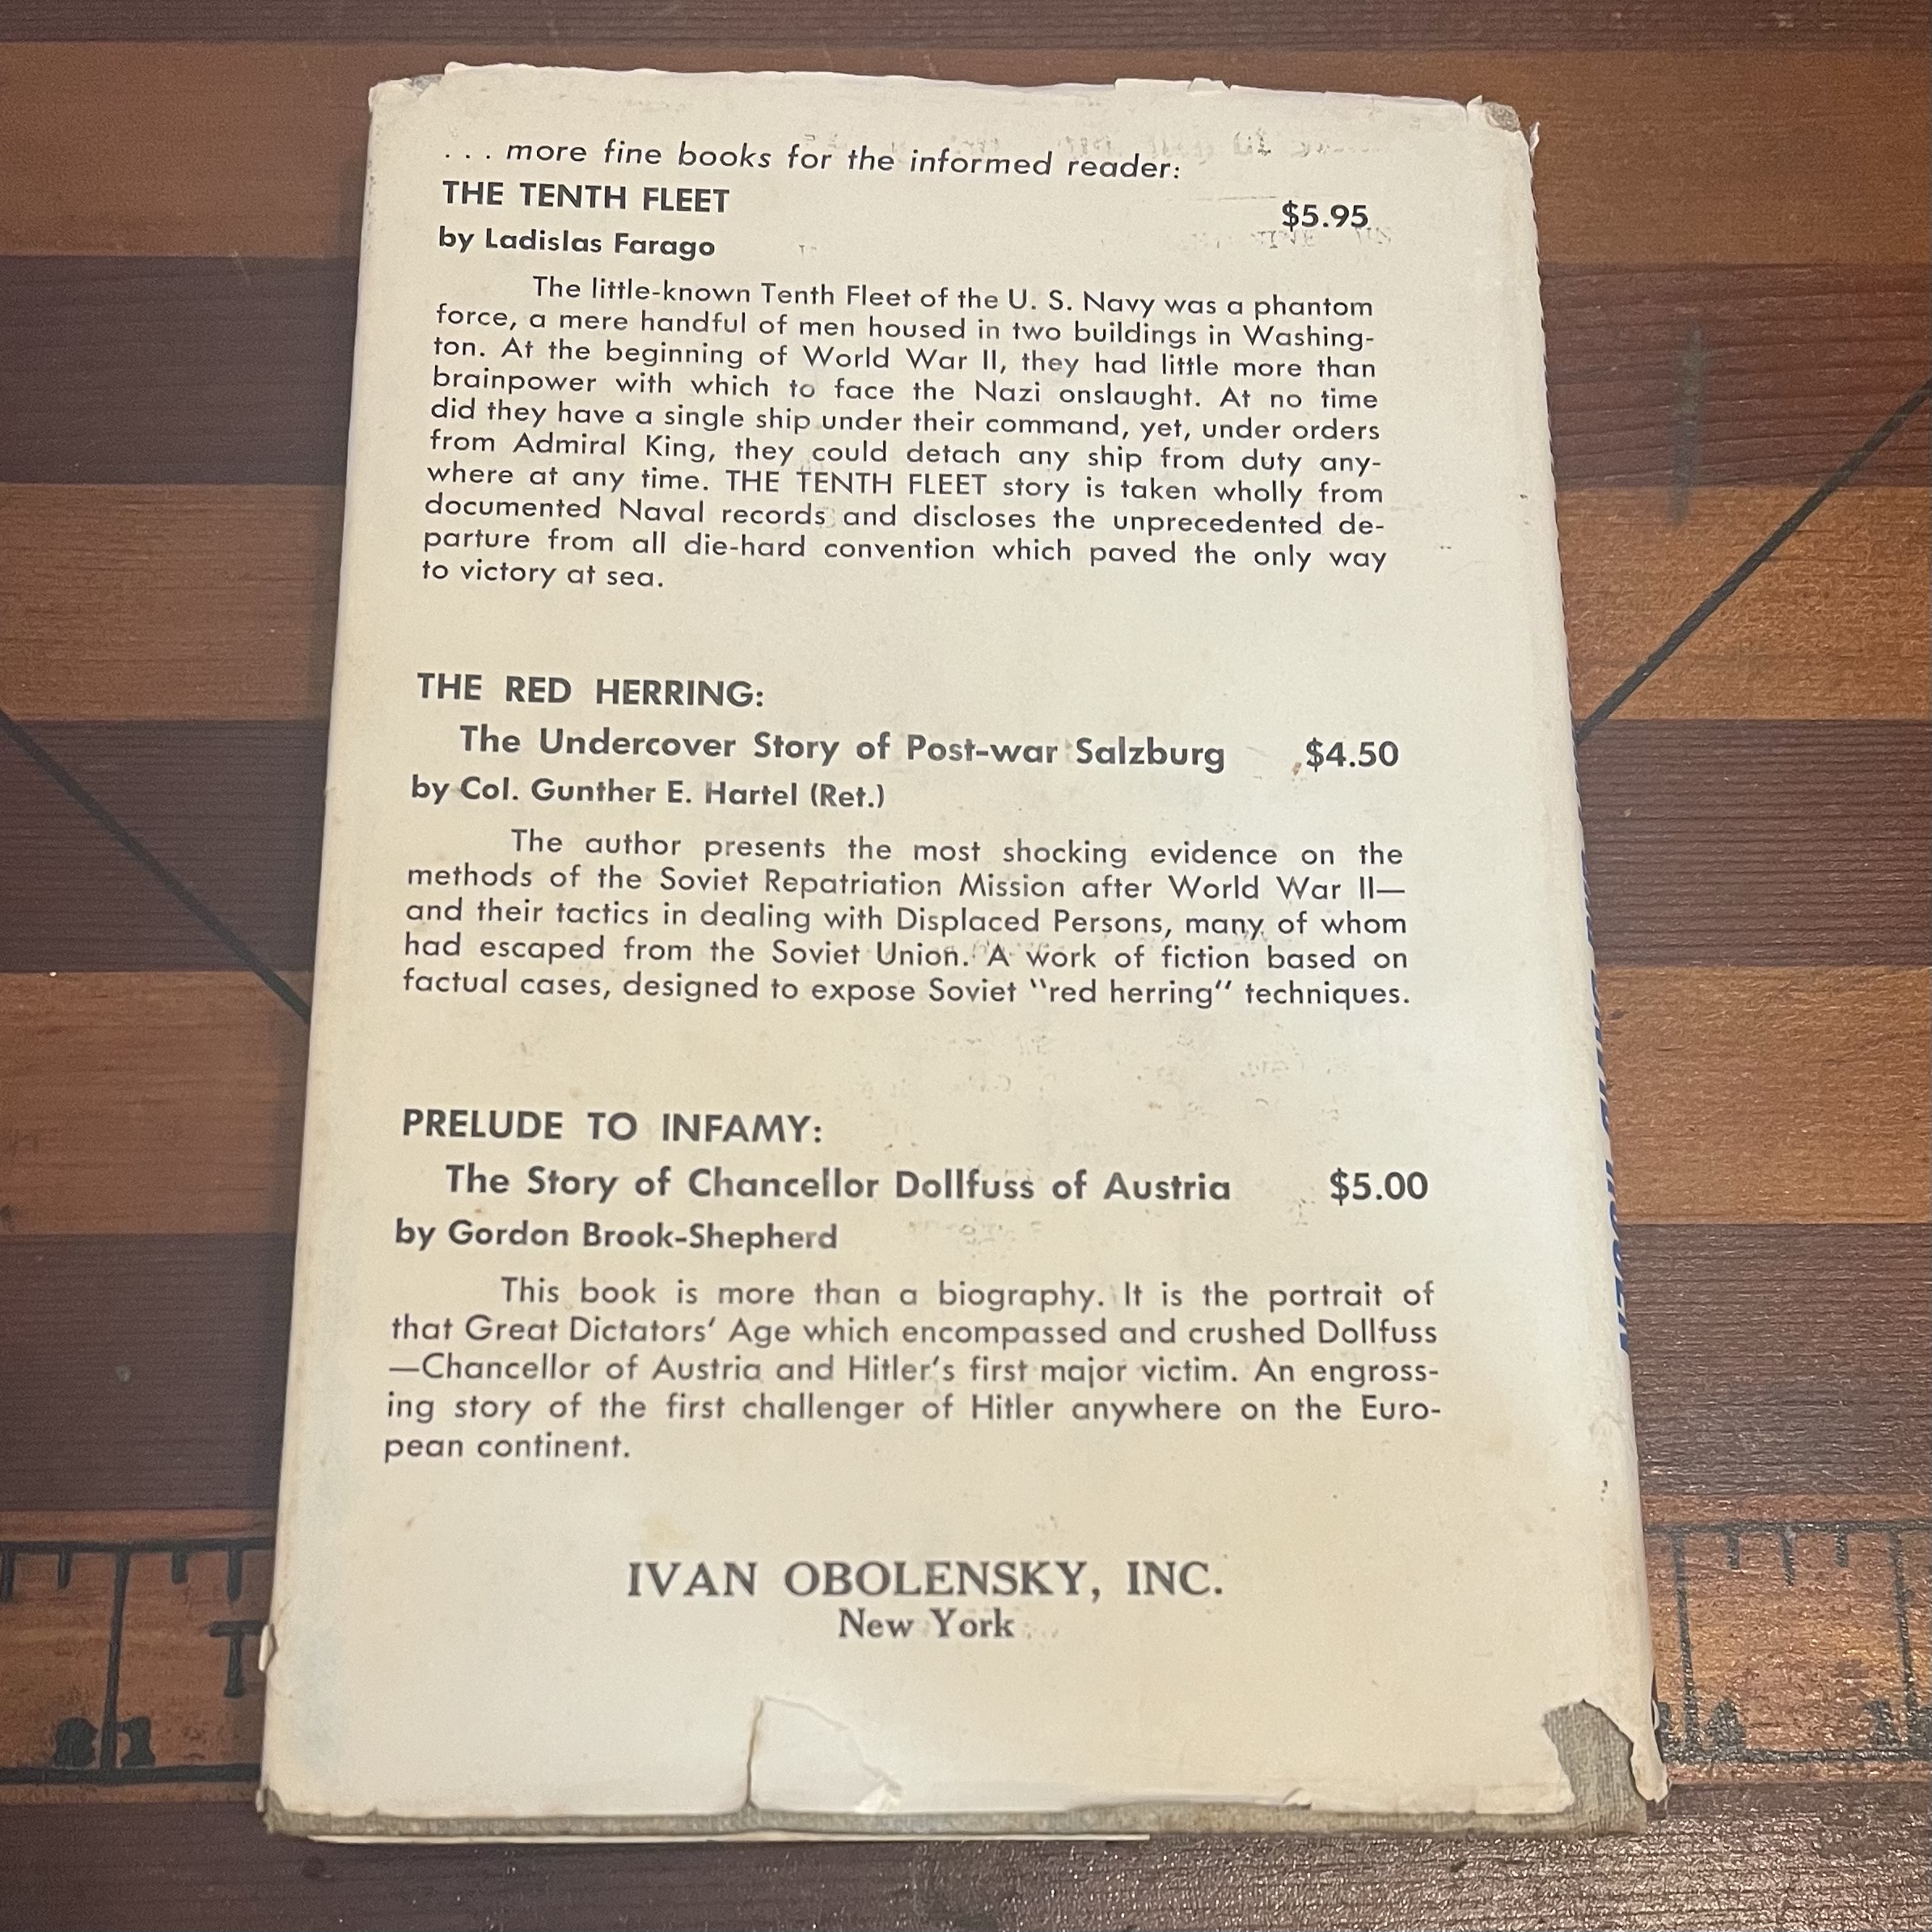 . . . more fine books for the informed reader:
THE TENTH FLEET
$5.95
by Ladislas Farago
The little-known Tenth Fleet of the U. S. Navy was a phantom
force, a mere handful of men housed in two buildings in Washing-
ton. At the beginning of World War II, they had little more than
brainpower with which to face the Nazi onslaught. At no time
did they have a single ship under their command, yet, under orders
from Admiral King, they could detach any ship from duty any-
where at any time. THE TENTH FLEET story is taken wholly from
documented Naval records and discloses the unprecedented de-
parture from all die-hard convention which paved the only way
to victory at sea.
THE RED HERRING:
The Undercover Story of Post-war Salzburg $4.50
by Col. Gunther E. Hartel (Ret.)
The author presents the most shocking evidence on the
methods of the Soviet Repatriation Mission after World War II—
and their tactics in dealing with Displaced Persons, many of whom
had escaped from the Soviet Union. A work of fiction based on
factual cases, designed to expose Soviet "red herring" techniques.
PRELUDE TO INFAMY:
The Story of Chancellor Dollfuss of Austria $5.00
by Gordon Brook-Shepherd
This book is more than a biography. It is the portrait of
that Great Dictators' Age which encompassed and crushed Dollfuss
—Chancellor of Austria and Hitler's first major victim. An engross-
ing story of the first challenger of Hitler anywhere on the Euro-
pean continent.
IVAN OBOLENSKY, INC.
New York